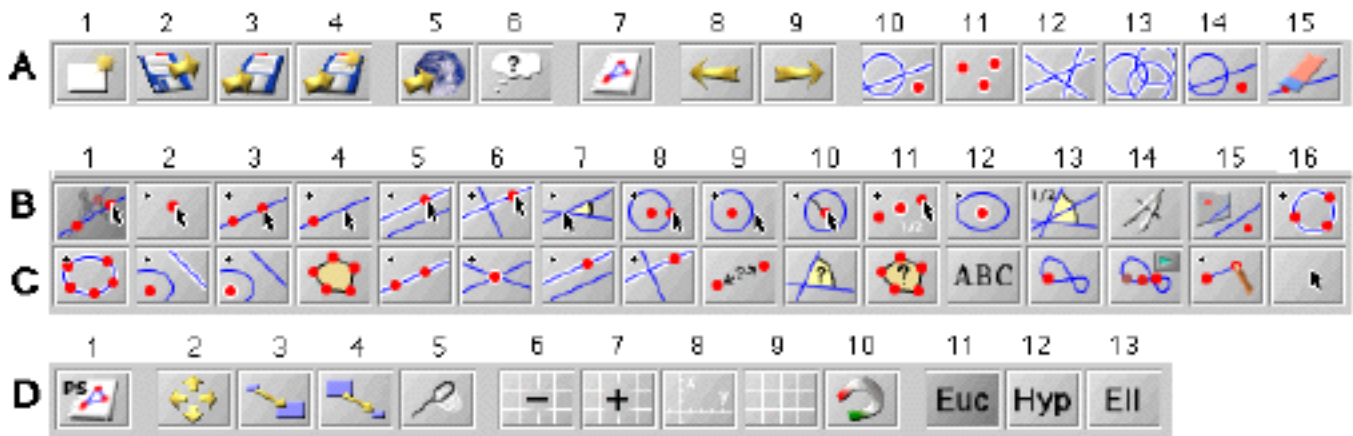 1 2 3 4 5 6 7 8 9 10 11 12 13 14 15
A ?
1 2 3 4 5 6 7 8 9 10 11 12 13 14 15 16
B 1/2 1/2
C ? ? ABC
1 2 3 4 5 6 7 8 9 10 11 12 13
D PS - + x y Euc Hyp Ell